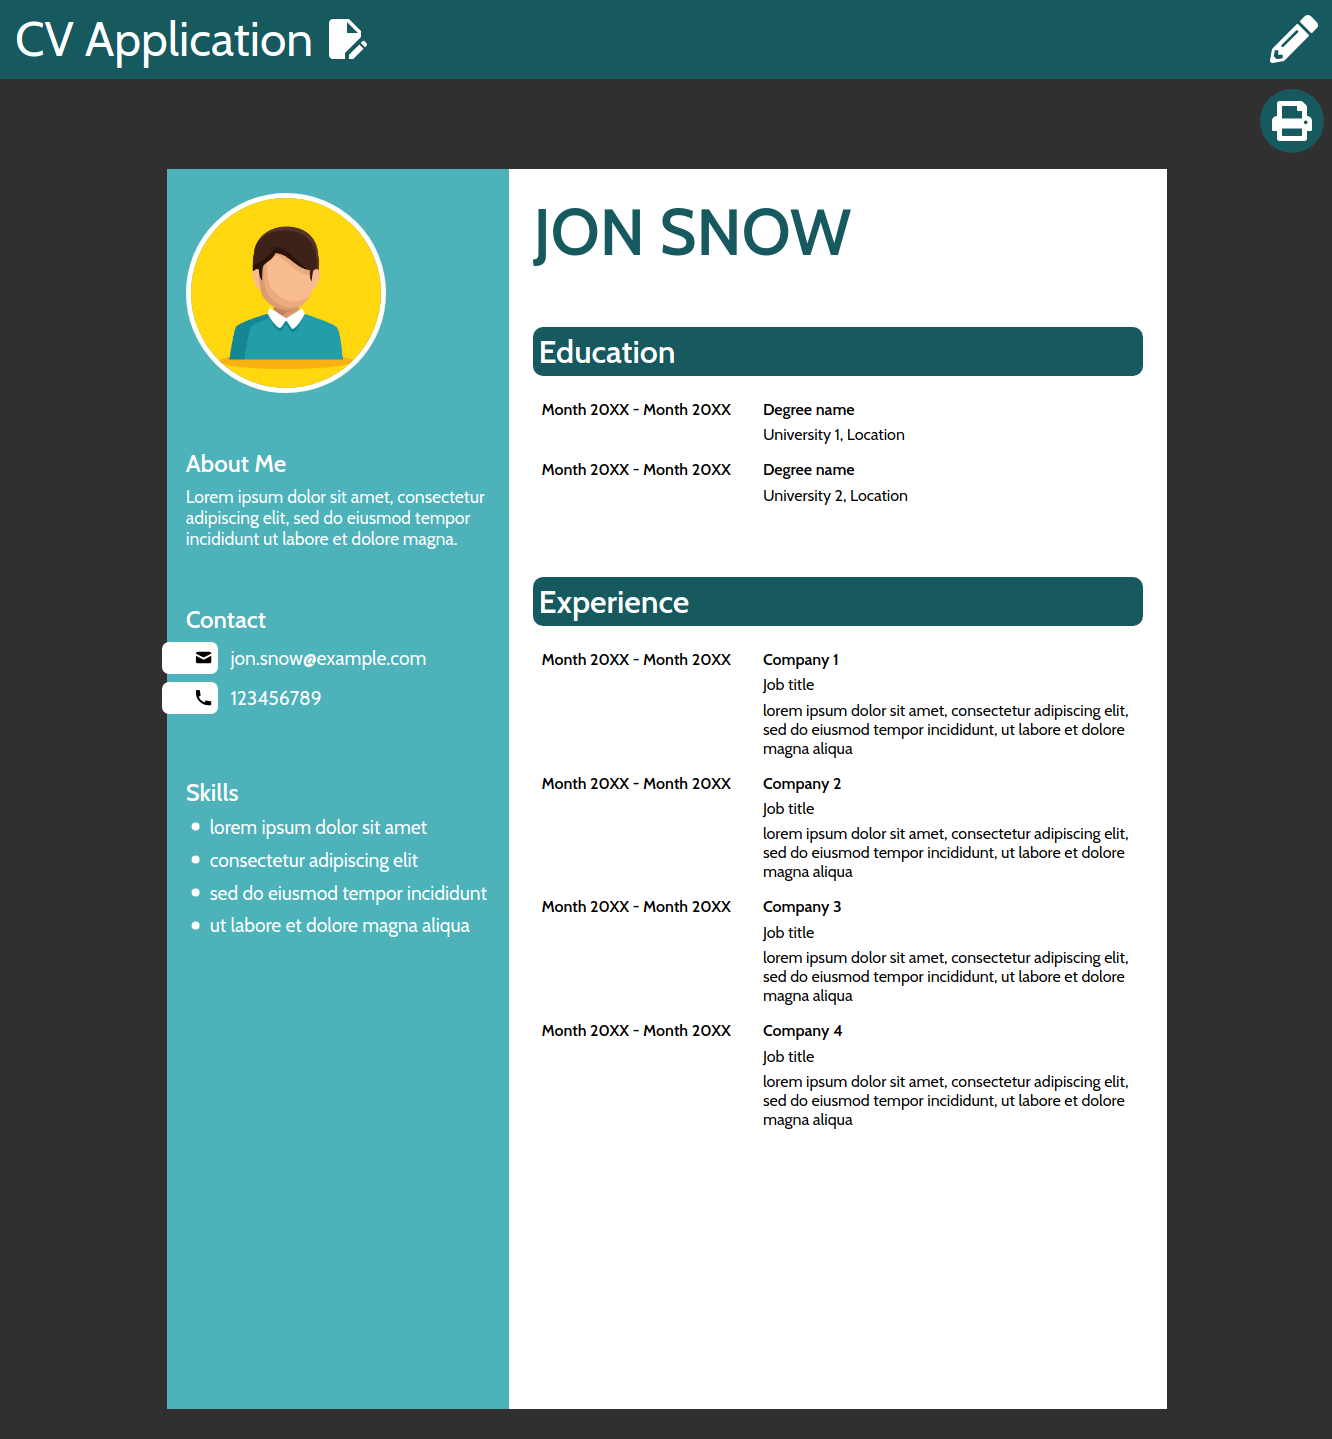 CV Application
About Me
Lorem ipsum dolor sit amet, consectetur
adipiscing elit, sed do eiusmod tempor
incididunt ut labore et dolore magna.
Contact
jon.snow@example.com
123456789
Skills
lorem ipsum dolor sit amet
consectetur adipiscing elit
sed do eiusmod tempor incididunt
ut labore et dolore magna aliqua
JON SNOW
Education
Month 20XX - Month 20XX Degree name
University 1, Location
Month 20XX - Month 20XX Degree name
University 2, Location
Experience
Month 20XX - Month 20XX Company 1
Job title
lorem ipsum dolor sit amet, consectetur adipiscing elit,
sed do eiusmod tempor incididunt, ut labore et dolore
magna aliqua
Month 20XX - Month 20XX Company 2
Job title
lorem ipsum dolor sit amet, consectetur adipiscing elit,
sed do eiusmod tempor incididunt, ut labore et dolore
magna aliqua
Month 20XX - Month 20XX Company 3
Job title
lorem ipsum dolor sit amet, consectetur adipiscing elit,
sed do eiusmod tempor incididunt, ut labore et dolore
magna aliqua
Month 20XX - Month 20XX Company 4
Job title
lorem ipsum dolor sit amet, consectetur adipiscing elit,
sed do eiusmod tempor incididunt, ut labore et dolore
magna aliqua